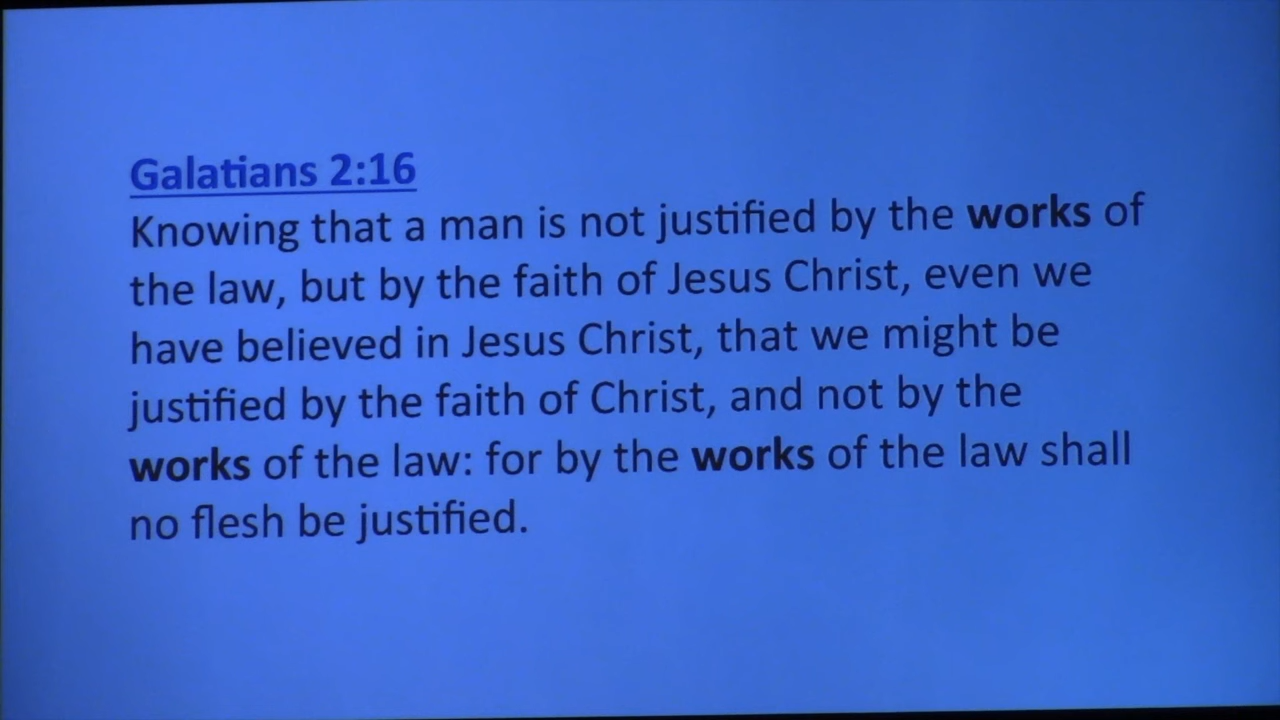 Galatians 2:16
Knowing that a man is not justified by the works of
the law, but by the faith of Jesus Christ, even we
have believed in Jesus Christ, that we might be
justified by the faith of Christ, and not by the
works of the law: for by the works of the law shall
no flesh be justified.